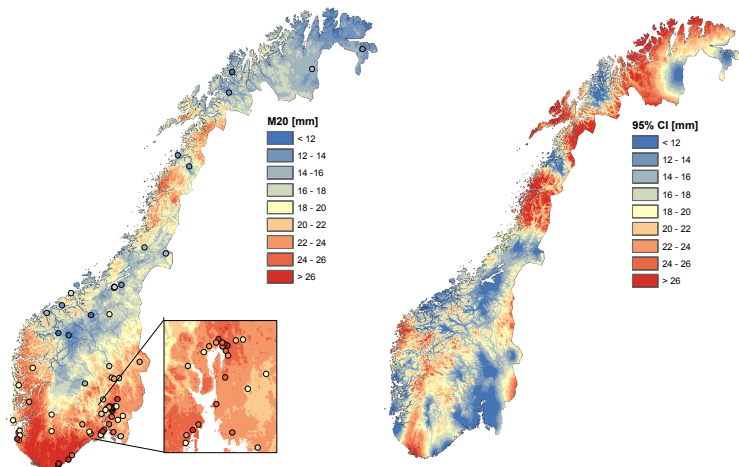 M20 [mm]
< 12
12 - 14
14 -16
16 - 18
18 - 20
20 - 22
22 - 24
24 - 26
> 26
95% CI [mm]
< 12
12 - 14
14 - 16
16 - 18
18 - 20
20 - 22
22 - 24
24 - 26
> 26